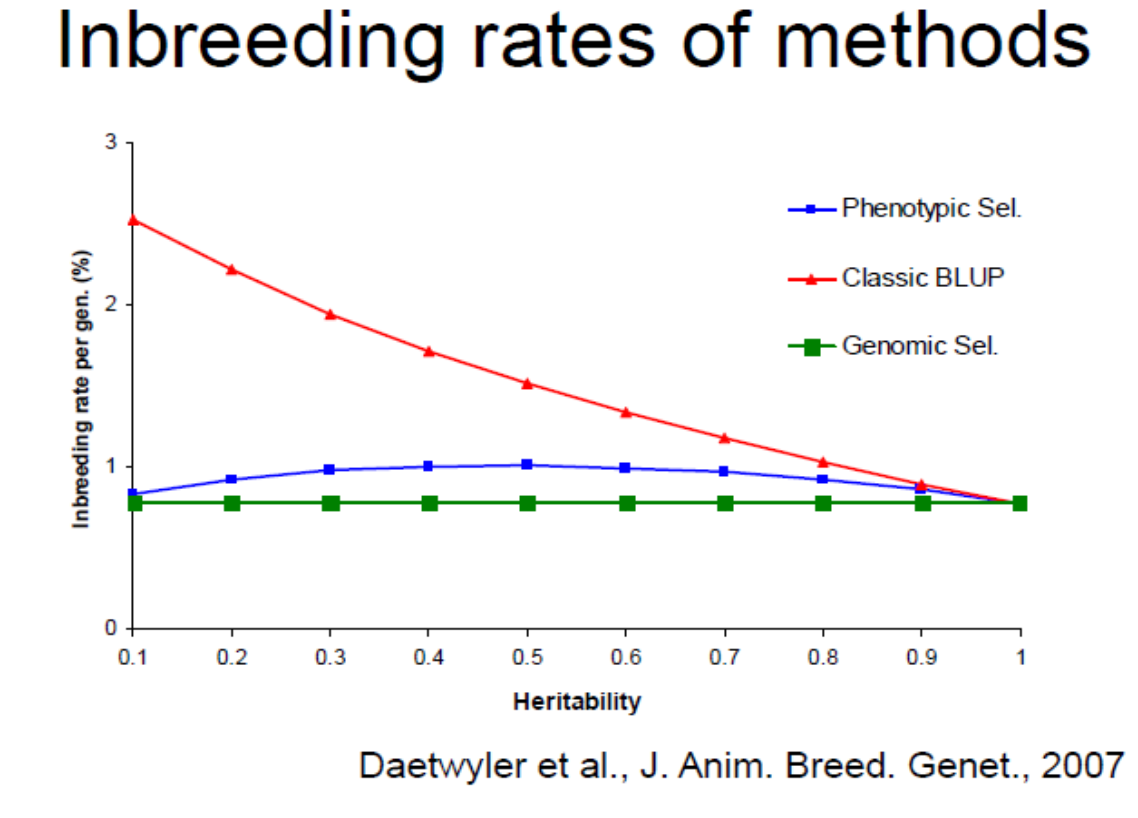 Inbreeding rates of methods
3
2
1
0
Inbreeding rate per gen. (%)
Phenotypic Sel.
Classic BLUP
Genomic Sel.
0.1 0.2 0.3 0.4 0.5 0.6 0.7 0.8 0.9 1
Heritability
Daetwyler et al., J. Anim. Breed. Genet., 2007